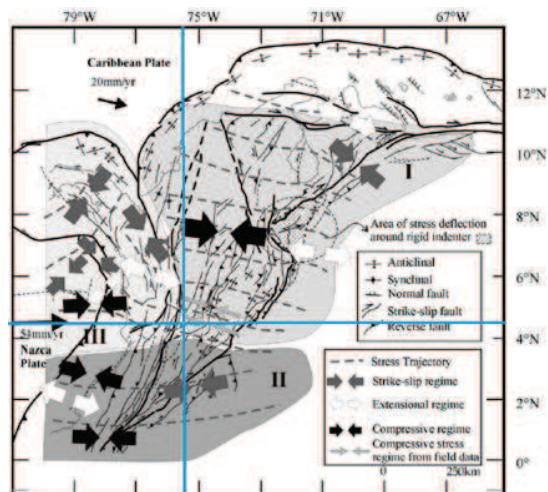 79°W 75°W 71°W 67°W
Caribbean Plate
20mm/yr
12°N
10°N
I
8°N
Area of stress deflection
around rigid indenter
6°N
Anticlinal
Synclinal
Normal fault
Strike-slip fault
Reverse fault
4°N
54mm/yr
III
Nazca
Plate
II
2°N
0°
Stress Trajectory
Strike-slip regime
Extensional regime
Compressive regime
Compressive stress
regime from field data
0 250km